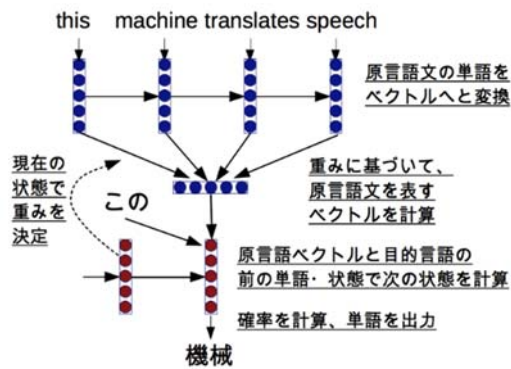 this machine translates speech
原言語文の単語を
ベクトルへと変換
現在の
状態で
重みを
決定
重みに基づいて、
原言語文を表す
ベクトルを計算
この
原言語ベクトルと目的言語の
前の単語・状態で次の状態を計算
確率を計算、単語を出力
機械